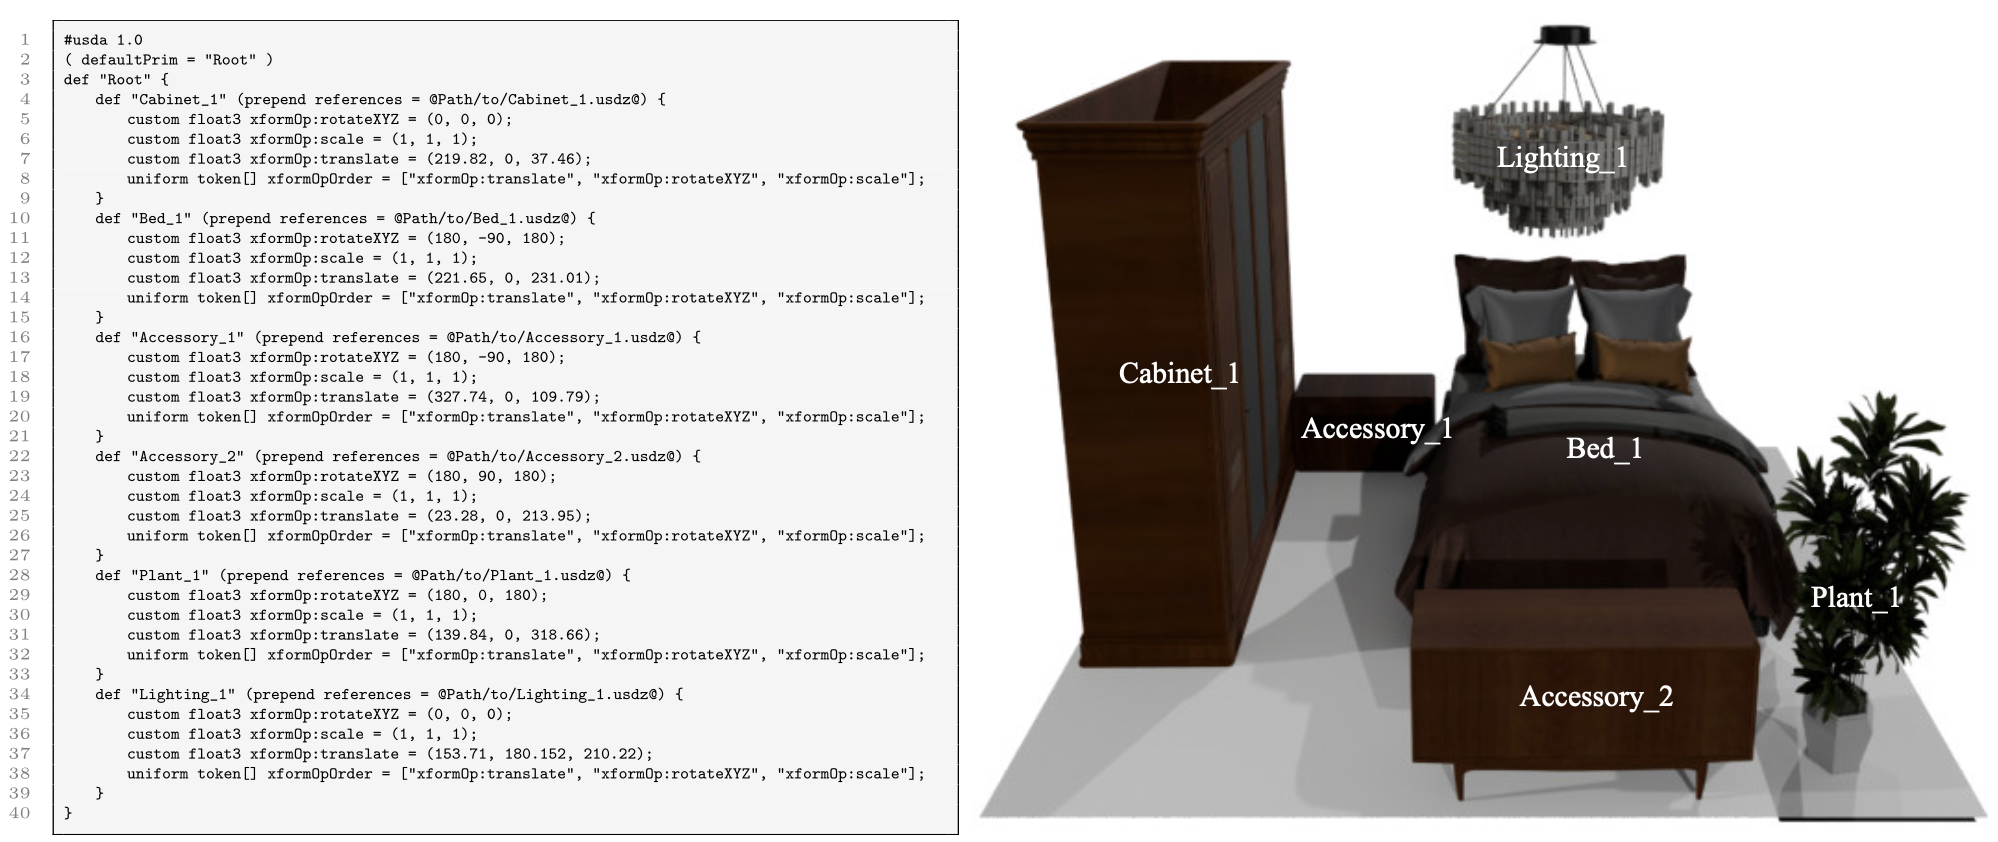 1 #usda 1.0
2 ( defaultPrim = "Root" )
3 def "Root" {
4 def "Cabinet_1" (prepend references = @Path/to/Cabinet_1.usdz@) {
5 custom float3 xformOp:rotateXYZ = (0, 0, 0);
6 custom float3 xformOp:scale = (1, 1, 1);
7 custom float3 xformOp:translate = (219.82, 0, 37.46);
8 uniform token[] xformOpOrder = ["xformOp:translate", "xformOp:rotateXYZ", "xformOp:scale"];
9 }
10 def "Bed_1" (prepend references = @Path/to/Bed_1.usdz@) {
11 custom float3 xformOp:rotateXYZ = (180, -90, 180);
12 custom float3 xformOp:scale = (1, 1, 1);
13 custom float3 xformOp:translate = (221.65, 0, 231.01);
14 uniform token[] xformOpOrder = ["xformOp:translate", "xformOp:rotateXYZ", "xformOp:scale"];
15 }
16 def "Accessory_1" (prepend references = @Path/to/Accessory_1.usdz@) {
17 custom float3 xformOp:rotateXYZ = (180, -90, 180);
18 custom float3 xformOp:scale = (1, 1, 1);
19 custom float3 xformOp:translate = (327.74, 0, 109.79);
20 uniform token[] xformOpOrder = ["xformOp:translate", "xformOp:rotateXYZ", "xformOp:scale"];
21 }
22 def "Accessory_2" (prepend references = @Path/to/Accessory_2.usdz@) {
23 custom float3 xformOp:rotateXYZ = (180, 90, 180);
24 custom float3 xformOp:scale = (1, 1, 1);
25 custom float3 xformOp:translate = (23.28, 0, 213.95);
26 uniform token[] xformOpOrder = ["xformOp:translate", "xformOp:rotateXYZ", "xformOp:scale"];
27 }
28 def "Plant_1" (prepend references = @Path/to/Plant_1.usdz@) {
29 custom float3 xformOp:rotateXYZ = (180, 0, 180);
30 custom float3 xformOp:scale = (1, 1, 1);
31 custom float3 xformOp:translate = (139.84, 0, 318.66);
32 uniform token[] xformOpOrder = ["xformOp:translate", "xformOp:rotateXYZ", "xformOp:scale"];
33 }
34 def "Lighting_1" (prepend references = @Path/to/Lighting_1.usdz@) {
35 custom float3 xformOp:rotateXYZ = (0, 0, 0);
36 custom float3 xformOp:scale = (1, 1, 1);
37 custom float3 xformOp:translate = (153.71, 180.152, 210.22);
38 uniform token[] xformOpOrder = ["xformOp:translate", "xformOp:rotateXYZ", "xformOp:scale"];
39 }
40 }
Lighting_1
Cabinet_1
Accessory_1
Bed_1
Plant_1
Accessory_2